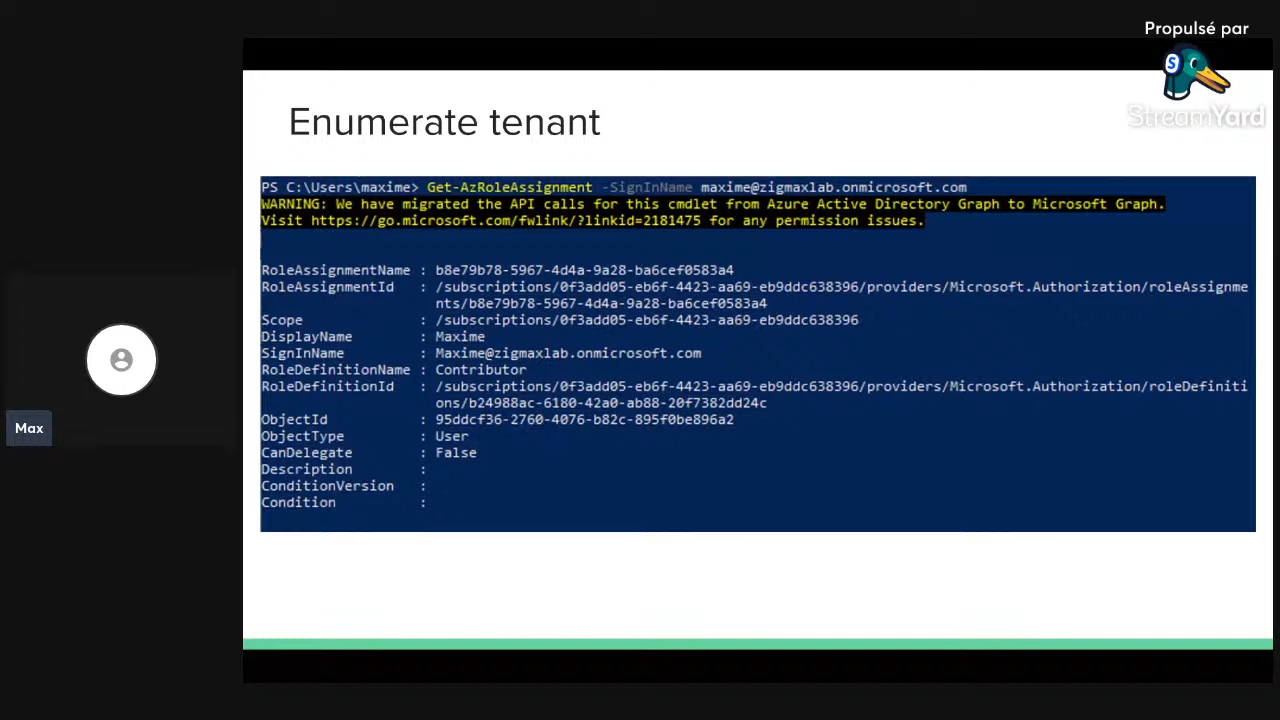 Propulsé par
StreamYard
Enumerate tenant
PS C:\Users\maxime> Get-AzRoleAssignment -SignInName maxime@zigmaxlab.onmicrosoft.com
WARNING: We have migrated the API calls for this cmdlet from Azure Active Directory Graph to Microsoft Graph.
Visit https://go.microsoft.com/fwlink/?linkid=2181475 for any permission issues.
RoleAssignmentName : b8e79b78-5967-4d4a-9a28-ba6cef0583a4
RoleAssignmentId : /subscriptions/0f3add05-eb6f-4423-aa69-eb9ddc638396/providers/Microsoft.Authorization/roleAssignme
nts/b8e79b78-5967-4d4a-9a28-ba6cef0583a4
Scope : /subscriptions/0f3add05-eb6f-4423-aa69-eb9ddc638396
DisplayName : Maxime
SignInName : Maxime@zigmaxlab.onmicrosoft.com
RoleDefinitionName : Contributor
RoleDefinitionId : /subscriptions/0f3add05-eb6f-4423-aa69-eb9ddc638396/providers/Microsoft.Authorization/roleDefiniti
ons/b24988ac-6180-42a0-ab88-20f7382dd24c
ObjectId : 95ddcf36-2760-4076-b82c-895f0be896a2
ObjectType : User
CanDelegate : False
Description :
ConditionVersion :
Condition :
Max